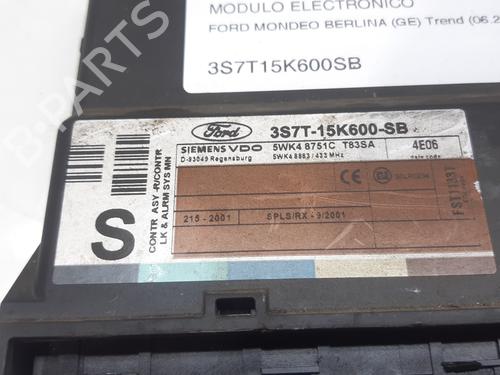 MODULO ELECTRONICO
FORD MONDEO BERLINA (GE) Trend (06.2
3S7T15K600SB
Ford
3S7T-15K600-SB
SIEMENS VDO
5WK4 8751C T83SA
4E06
D-93049 Regensburg
5WK4 8883 / 433 MHz
date code
S
CONTR ASY -R/CONTR
LK & ALRM SYS MN
215 - 2001
SPLS/RX - 9/2001
CE